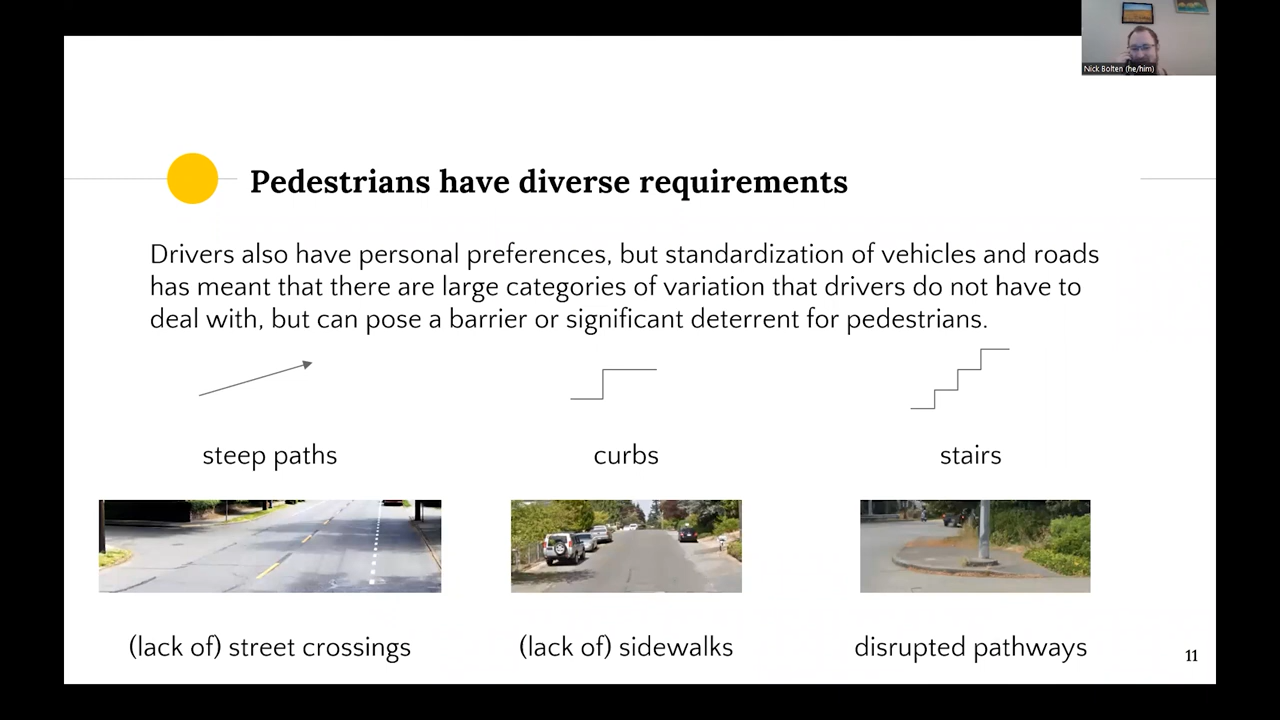 Nick Bolten (he/him)
Pedestrians have diverse requirements
Drivers also have personal preferences, but standardization of vehicles and roads
has meant that there are large categories of variation that drivers do not have to
deal with, but can pose a barrier or significant deterrent for pedestrians.
steep paths
curbs
stairs
(lack of) street crossings
(lack of) sidewalks
disrupted pathways
11